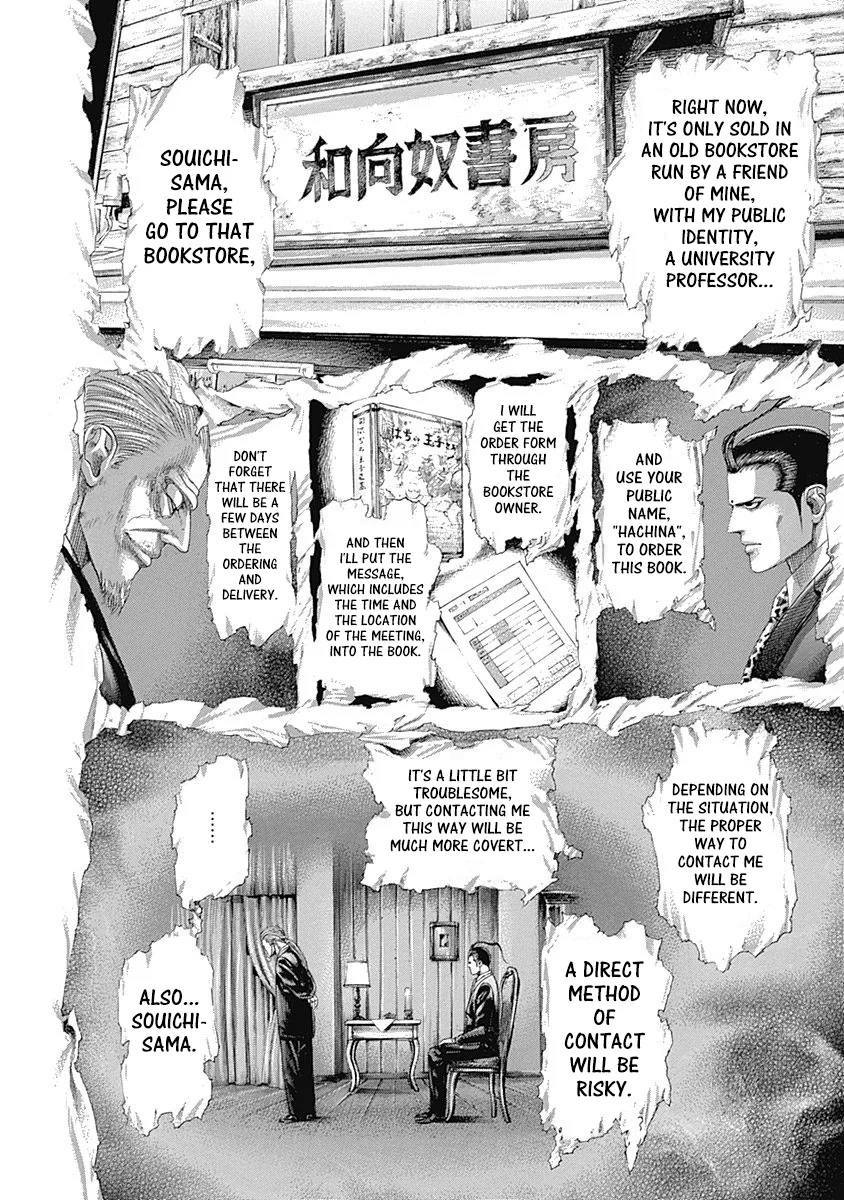 RIGHT NOW,
IT'S ONLY SOLD IN
AN OLD BOOKSTORE
RUN BY A FRIEND
OF MINE,
WITH MY PUBLIC
IDENTITY,
A UNIVERSITY
PROFESSOR...
和向奴書房
SOUICHI-
SAMA,
PLEASE
GO TO THAT
BOOKSTORE,
AND
USE YOUR
PUBLIC
NAME,
"HACHINA",
TO ORDER
THIS BOOK.
I WILL
GET THE
ORDER FORM
THROUGH
THE
BOOKSTORE
OWNER.
AND THEN
I'LL PUT THE
MESSAGE,
WHICH INCLUDES
THE TIME AND
THE LOCATION
OF THE MEETING,
INTO THE BOOK.
DON'T
FORGET
THAT THERE
WILL BE A
FEW DAYS
BETWEEN
THE
ORDERING
AND
DELIVERY.
DEPENDING ON
THE SITUATION,
THE PROPER
WAY TO
CONTACT ME
WILL BE
DIFFERENT.
A DIRECT
METHOD
OF
CONTACT
WILL BE
RISKY.
IT'S A LITTLE BIT
TROUBLESOME,
BUT CONTACTING ME
THIS WAY WILL BE
MUCH MORE COVERT...
......
ALSO...
SOUICHI-
SAMA.